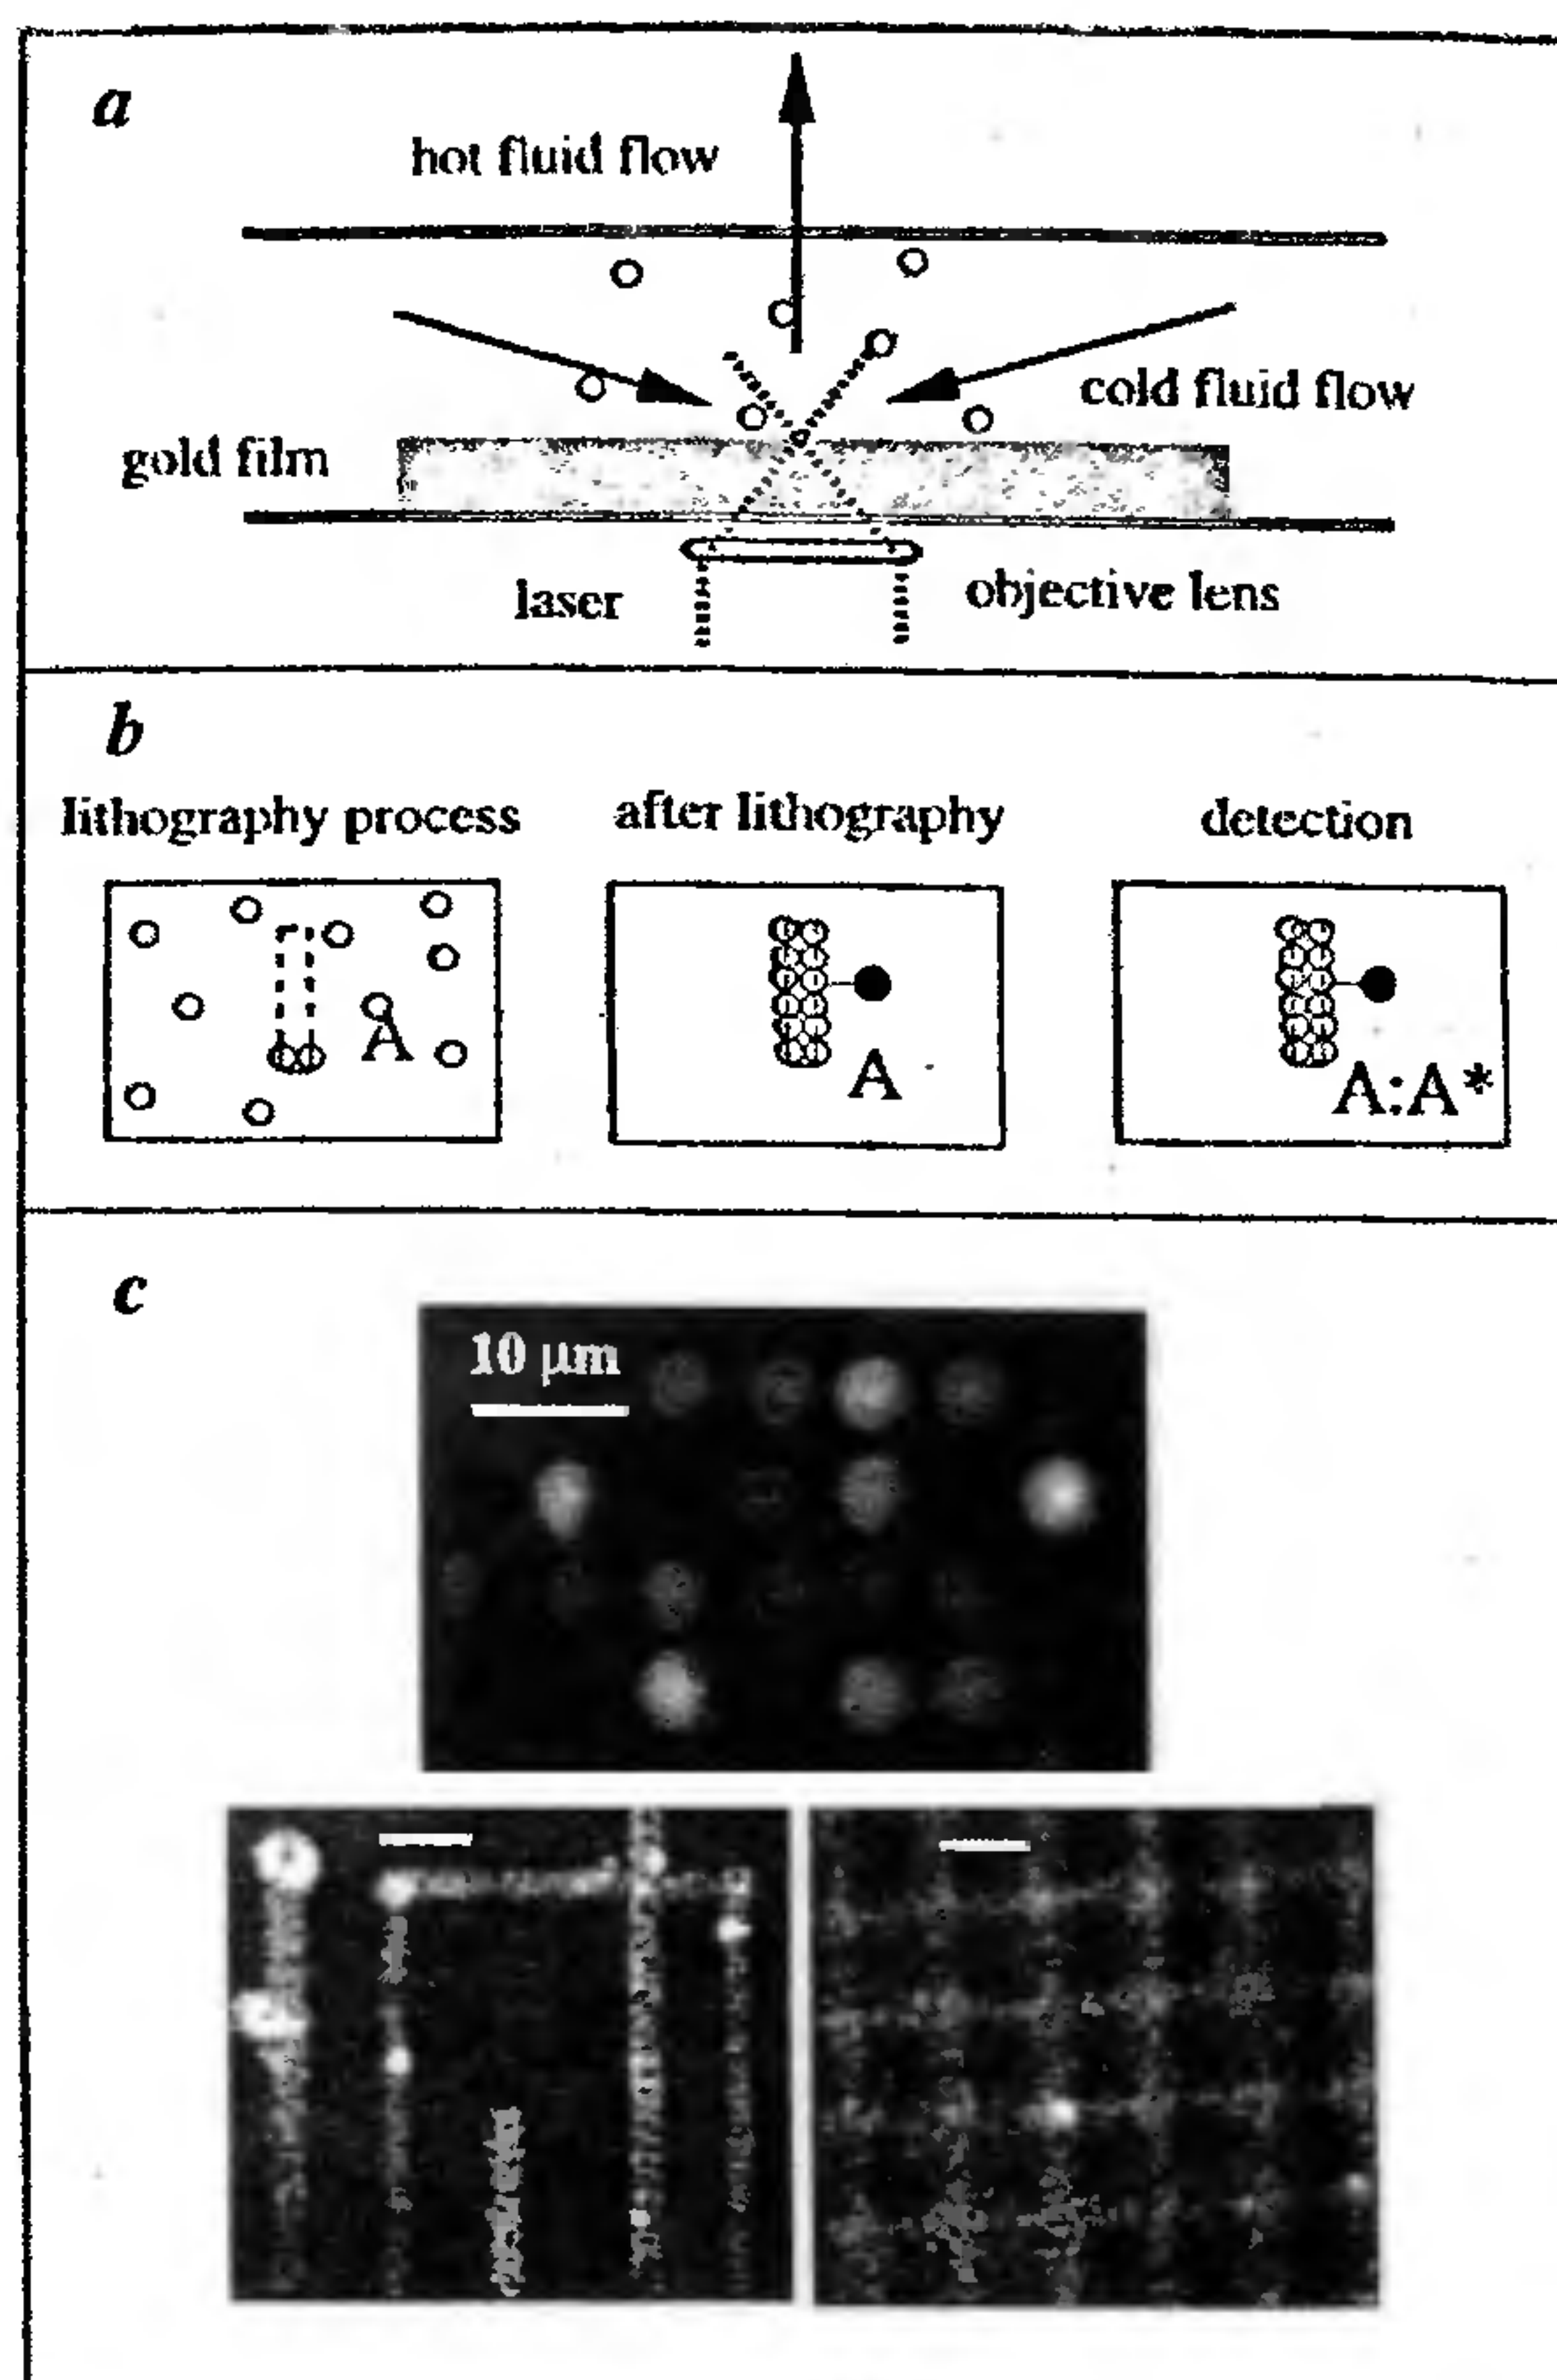 a
hot fluid flow
cold fluid flow
gold film
laser
objective lens
b
lithography process
after lithography
detection
A
A
A:A*
c
10 μm